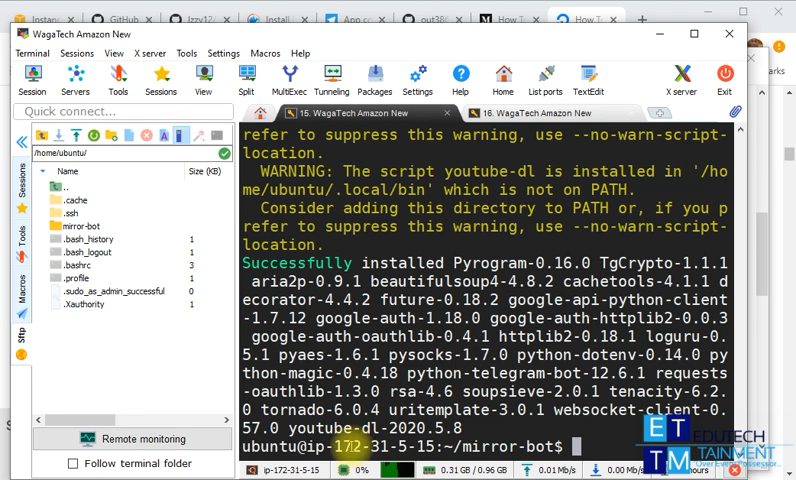 Instan
GitHub
Izzy12
Install
App.co
out386
How T
How T
WagaTech Amazon New
Terminal Sessions View X server Tools Settings Macros Help
Session Servers Tools Sessions View Split MultiExec Tunneling Packages Settings Help Home List ports TextEdit X server Exit
Quick connect...
15. WagaTech Amazon New
16. WagaTech Amazon New
/home/ubuntu/
Name Size (KB)
..
.cache
.ssh
mirror-bot
.bash_history 1
.bash_logout 1
.bashrc 3
.profile 1
.sudo_as_admin_successful 0
.Xauthority 1
Sessions
Tools
Macros
Sftp
Remote monitoring
Follow terminal folder
refer to suppress this warning, use --no-warn-script-
location.
WARNING: The script youtube-dl is installed in '/ho
me/ubuntu/.local/bin' which is not on PATH.
Consider adding this directory to PATH or, if you p
refer to suppress this warning, use --no-warn-script-
location.
Successfully installed Pyrogram-0.16.0 TgCrypto-1.1.1
aria2p-0.9.1 beautifulsoup4-4.8.2 cachetools-4.1.1 d
ecorator-4.4.2 future-0.18.2 google-api-python-client
-1.7.12 google-auth-1.18.0 google-auth-httplib2-0.0.3
google-auth-oauthlib-0.4.1 httplib2-0.18.1 loguru-0.
5.1 pyaes-1.6.1 pysocks-1.7.0 python-dotenv-0.14.0 py
thon-magic-0.4.18 python-telegram-bot-12.6.1 requests
-oauthlib-1.3.0 rsa-4.6 soupsieve-2.0.1 tenacity-6.2.
0 tornado-6.0.4 uritemplate-3.0.1 websocket-client-0.
57.0 youtube-dl-2020.5.8
ubuntu@ip-172-31-5-15:~/mirror-bot$
ip-172-31-5-15 0% 0.31 GB / 0.96 GB 0.01 Mb/s 0.00 Mb/s
ET
TM
EDUTECH
TAINMENT